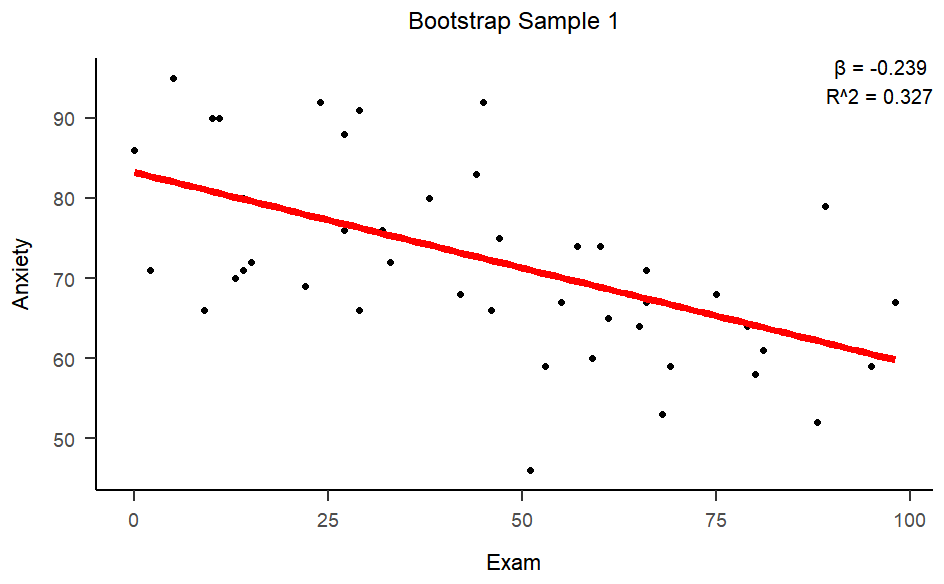 Bootstrap Sample 1
β = -0.239
R^2 = 0.327
90
80
70
60
50
Anxiety
0 25 50 75 100
Exam